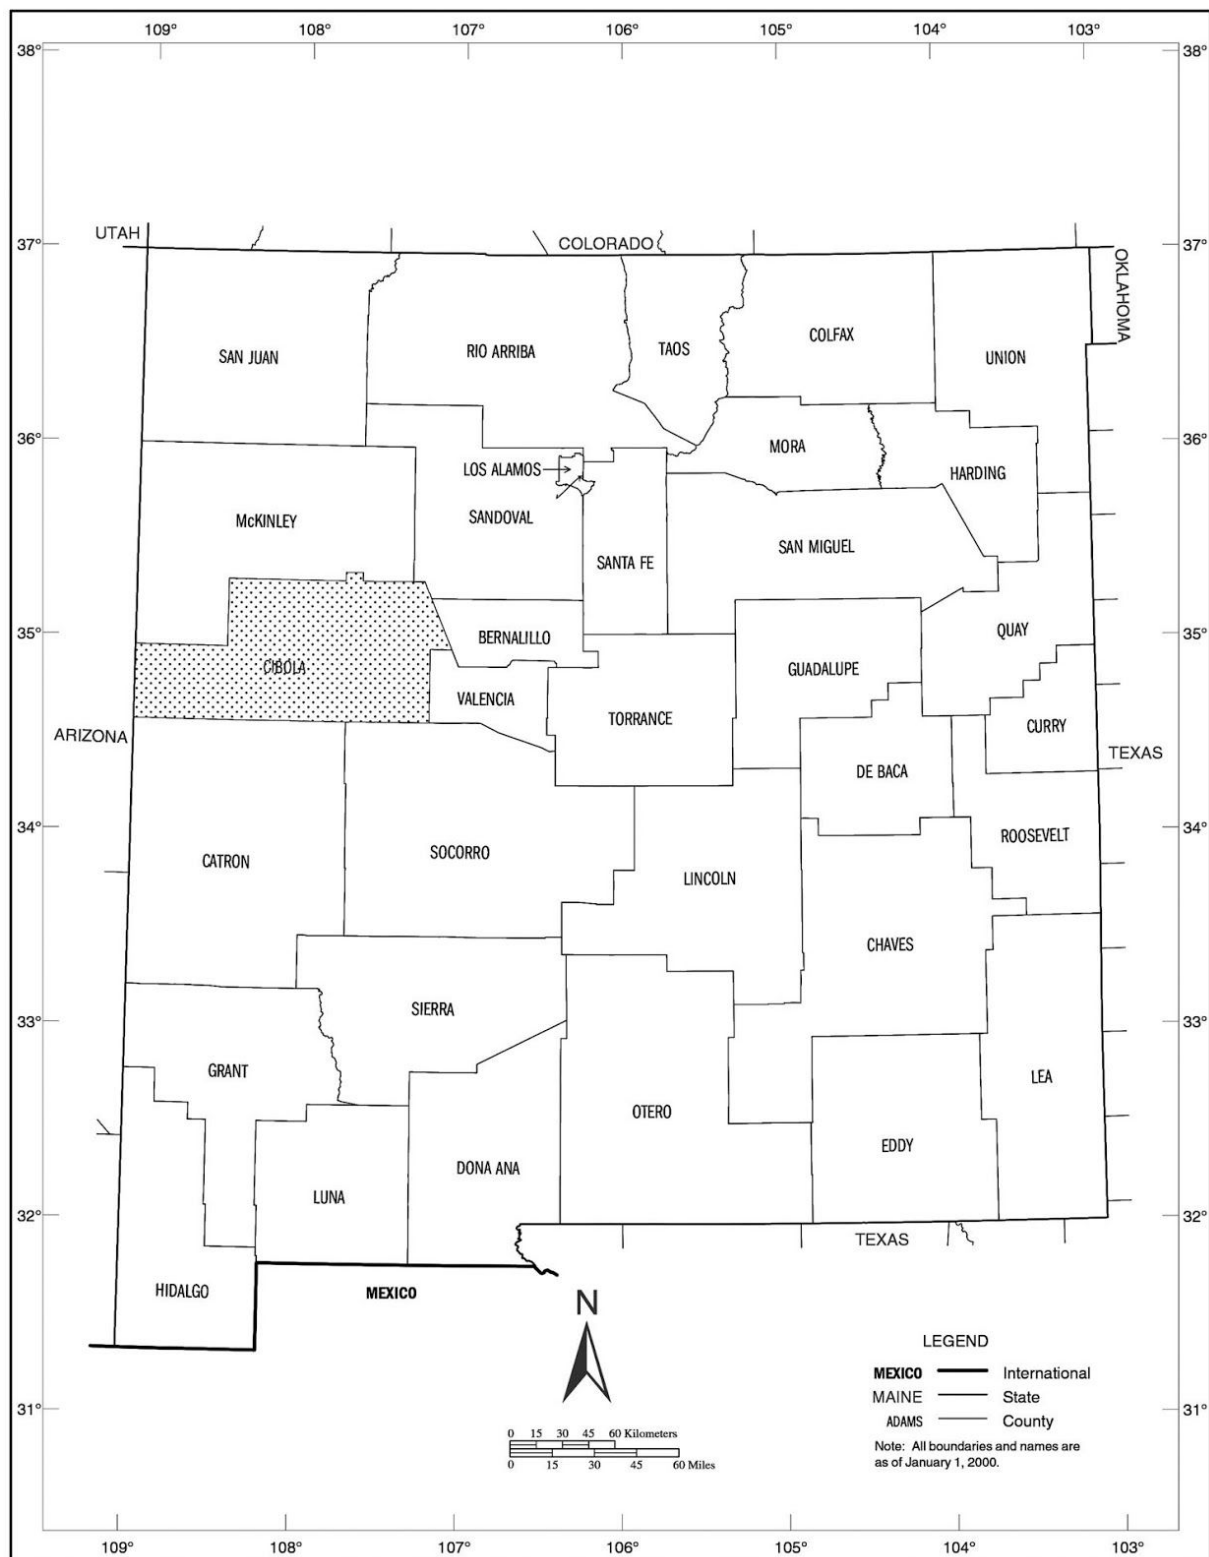 109° 108° 107° 106° 105° 104° 103°
38° 38°
UTAH
COLORADO
37° 37°
OKLAHOMA
COLFAX
TAOS
RIO ARRIBA
SAN JUAN
UNION
36° 36°
MORA
LOS ALAMOS
HARDING
SANDOVAL
McKINLEY
SAN MIGUEL
SANTA FE
35° 35°
QUAY
BERNALILLO
CIBOLA
GUADALUPE
VALENCIA
TORRANCE
CURRY
ARIZONA
TEXAS
DE BACA
34° 34°
ROOSEVELT
SOCORRO
CATRON
LINCOLN
CHAVES
SIERRA
33° 33°
GRANT
LEA
OTERO
EDDY
DONA ANA
LUNA
32° 32°
TEXAS
HIDALGO
MEXICO
N
LEGEND
MEXICO International
MAINE State
ADAMS County
31° 31°
0 15 30 45 60 Kilometers
0 15 30 45 60 Miles
Note: All boundaries and names are
as of January 1, 2000.
109° 108° 107° 106° 105° 104° 103°